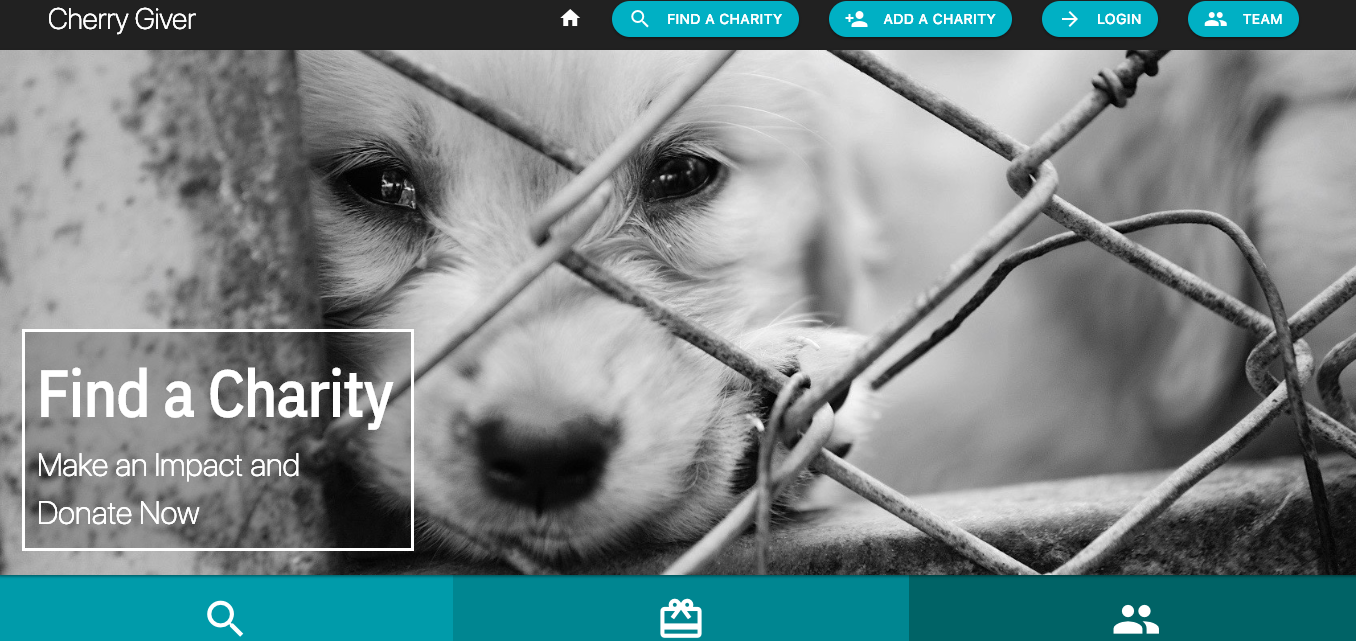 Cherry Giver
FIND A CHARITY
ADD A CHARITY
LOGIN
TEAM
Find a Charity
Make an Impact and
Donate Now